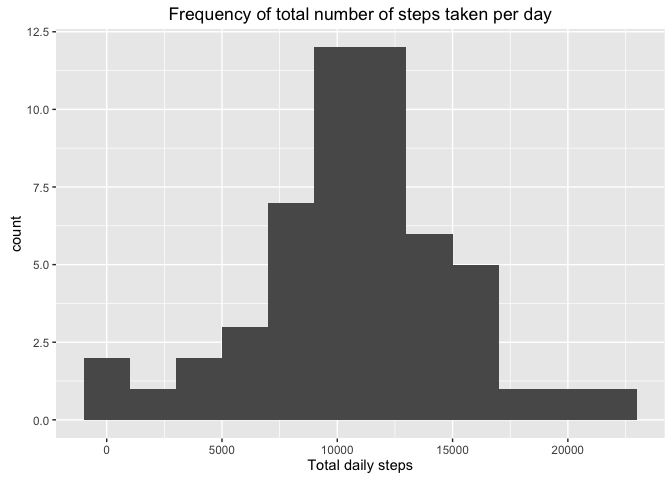 Frequency of total number of steps taken per day
12.5
10.0
7.5
5.0
2.5
0.0
count
0 5000 10000 15000 20000
Total daily steps